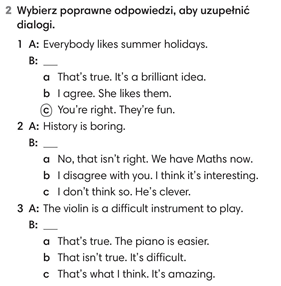 2 Wybierz poprawne odpowiedzi, aby uzupełnić
dialogi.
1 A: Everybody likes summer holidays.
B: ___
a That's true. It's a brilliant idea.
b I agree. She likes them.
c You're right. They're fun.
2 A: History is boring.
B: ___
a No, that isn't right. We have Maths now.
b I disagree with you. I think it's interesting.
c I don't think so. He's clever.
3 A: The violin is a difficult instrument to play.
B: ___
a That's true. The piano is easier.
b That isn't true. It's difficult.
c That's what I think. It's amazing.